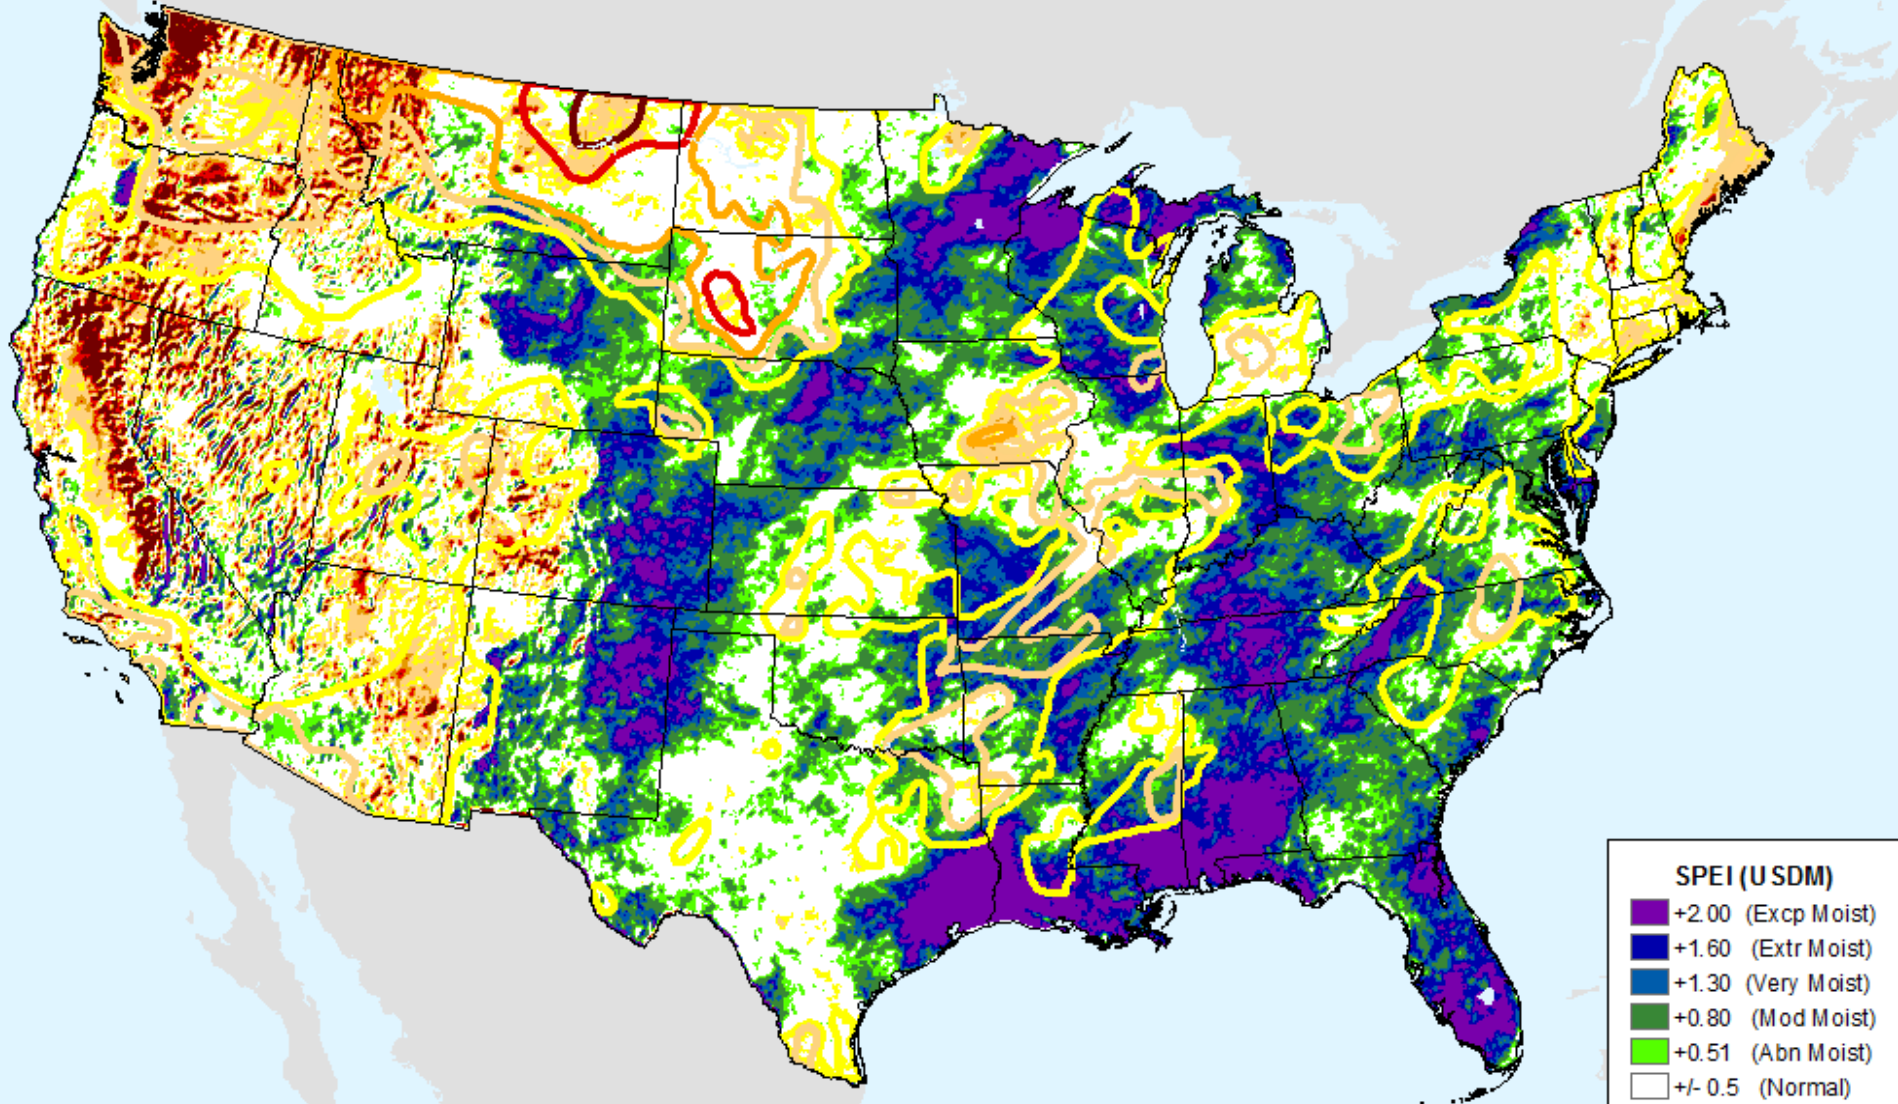 SPEI (USDM)
+2.00 (Excp Moist)
+1.60 (Extr Moist)
+1.30 (Very Moist)
+0.80 (Mod Moist)
+0.51 (Abn Moist)
+/- 0.5 (Normal)